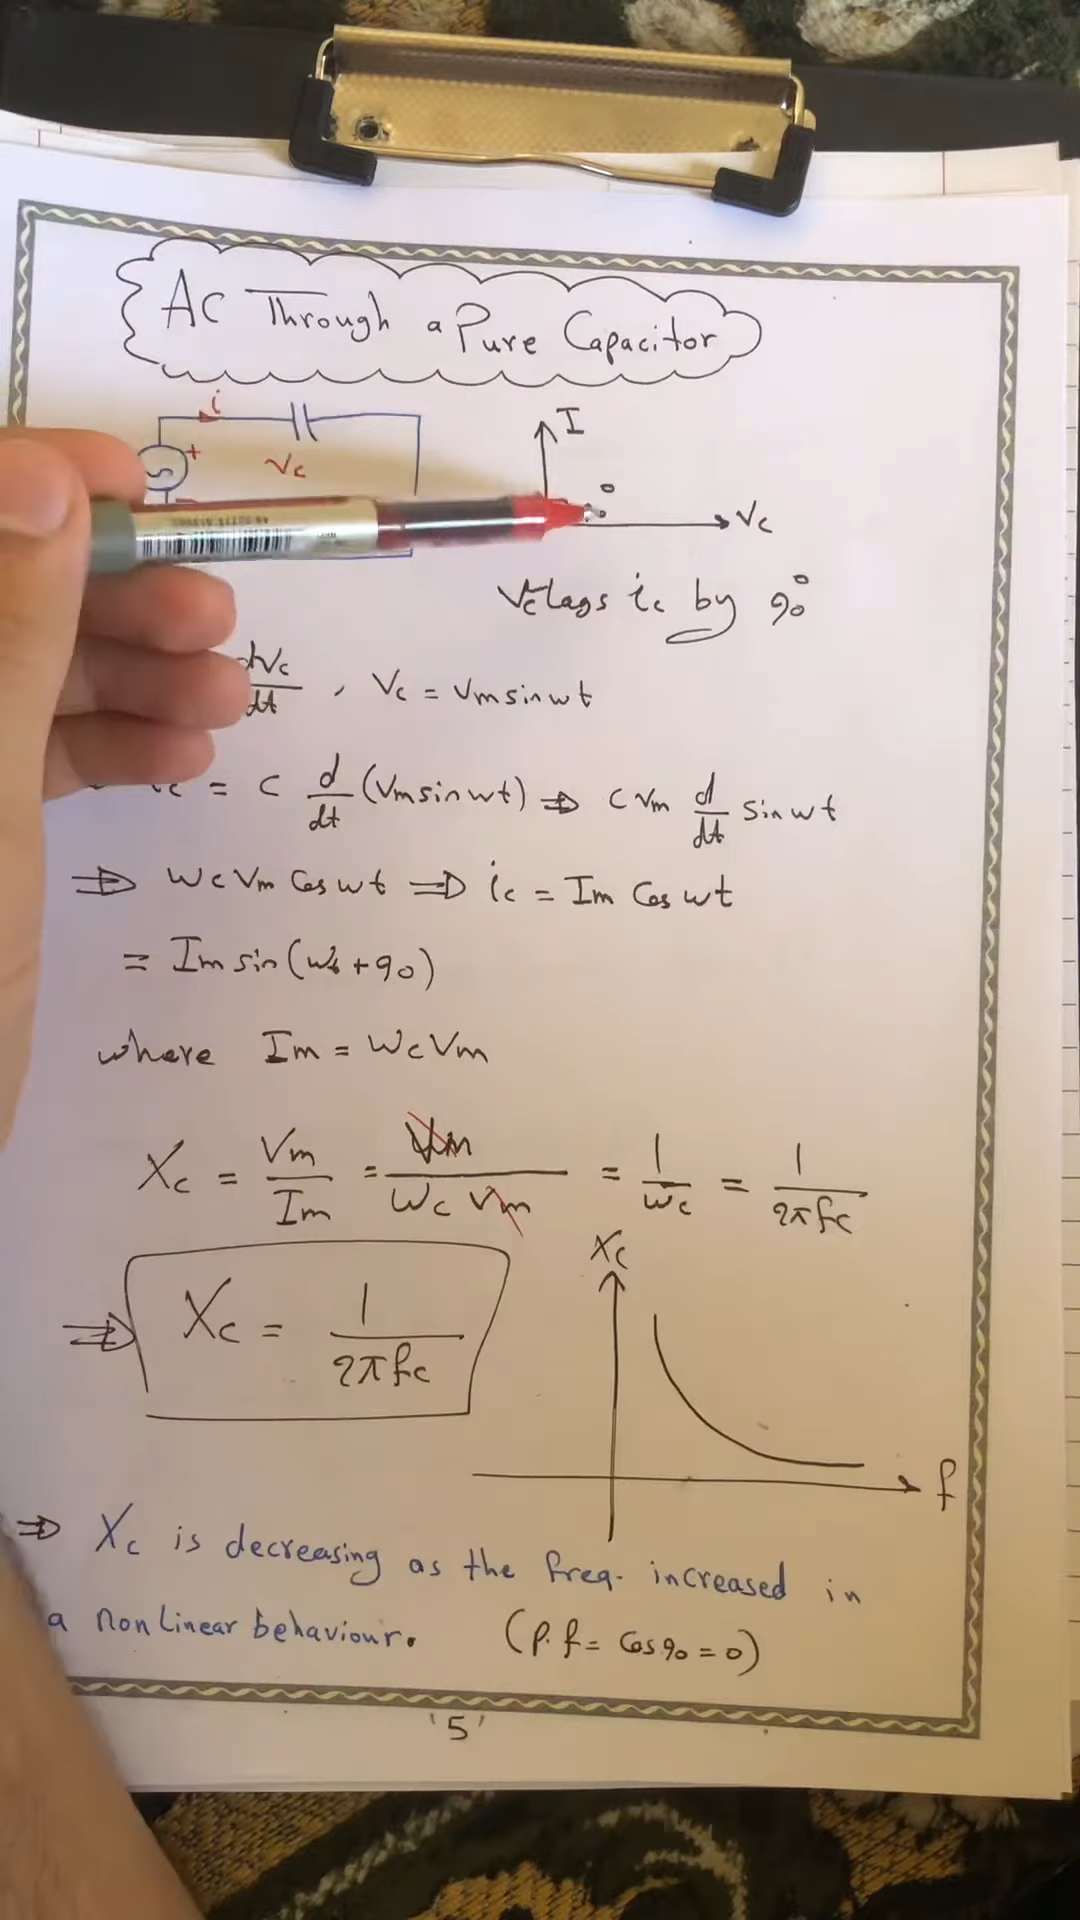 AC Through a Pure Capacitor
i
+
Vc
I
Vc
Vc lags ic by 90°
dVc/dt , Vc = Vm sin wt
= C d/dt (Vm sin wt) ⇒ C Vm d/dt sin wt
⇒ wc Vm Cos wt ⇒ ic = Im Cos wt
= Im sin (wt + 90)
where Im = wc Vm
Xc = Vm/Im = Vm/wc Vm = 1/wc = 1/2πfc
Xc
⇒ Xc = 1/2πfc
f
⇒ Xc is decreasing as the freq. increased in
a non Linear behaviour. (p.f = Cos 90 = 0)
'5'